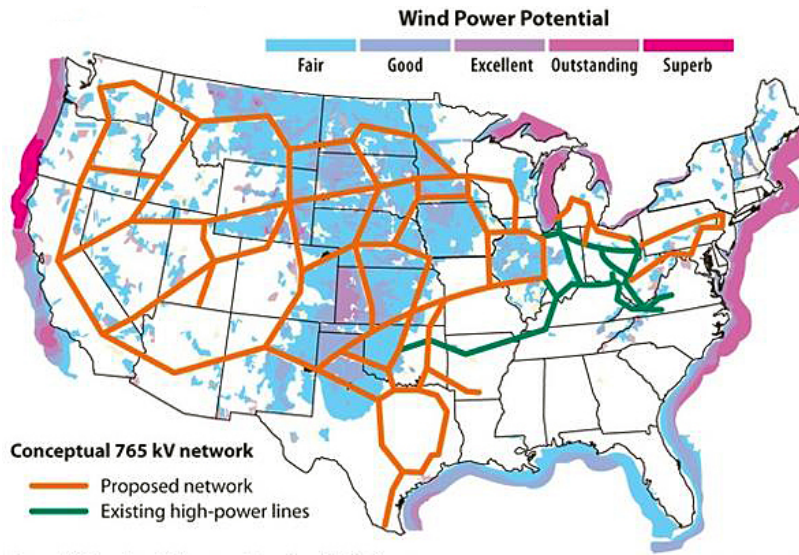 Wind Power Potential
Fair Good Excellent Outstanding Superb
Conceptual 765 kV network
Proposed network
Existing high-power lines